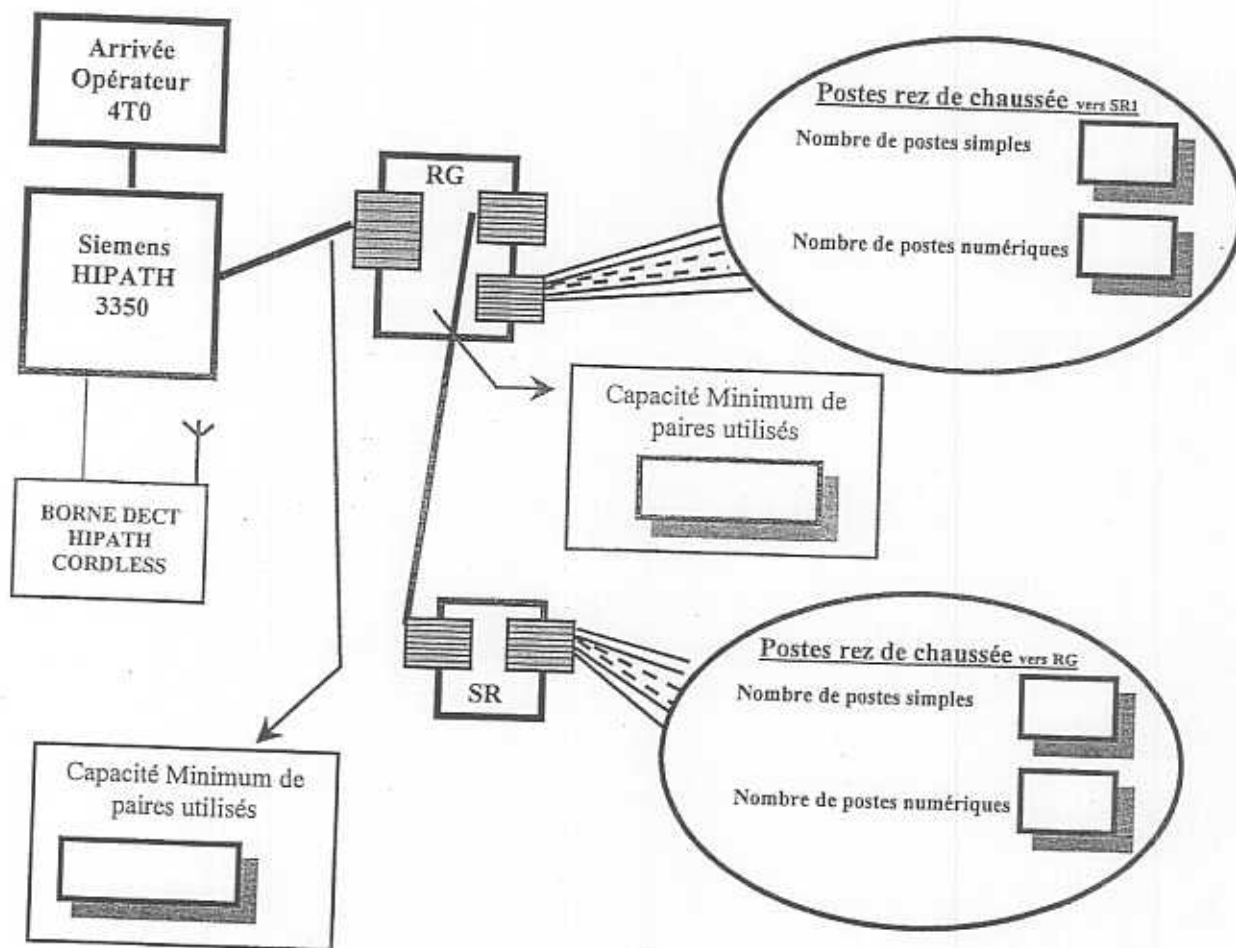 Arrivée
Opérateur
4T0
Siemens
HIPATH
3350
BORNE DECT
HIPATH
CORDLESS
RG
Postes rez de chaussée vers SR1
Nombre de postes simples
Nombre de postes numériques
Capacité Minimum de
paires utilisés
SR
Postes rez de chaussée vers RG
Nombre de postes simples
Nombre de postes numériques
Capacité Minimum de
paires utilisés